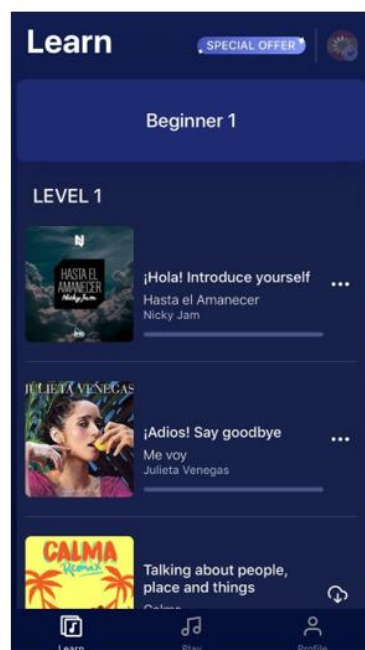 Learn
SPECIAL OFFER
Beginner 1
LEVEL 1
HASTA EL
AMANECER
Nicky Jam
¡Hola! Introduce yourself
Hasta el Amanecer
Nicky Jam
JULIETA VENEGAS
¡Adios! Say goodbye
Me voy
Julieta Venegas
CALMA
Remix
Talking about people,
place and things
Calma
Learn
Play
Profile